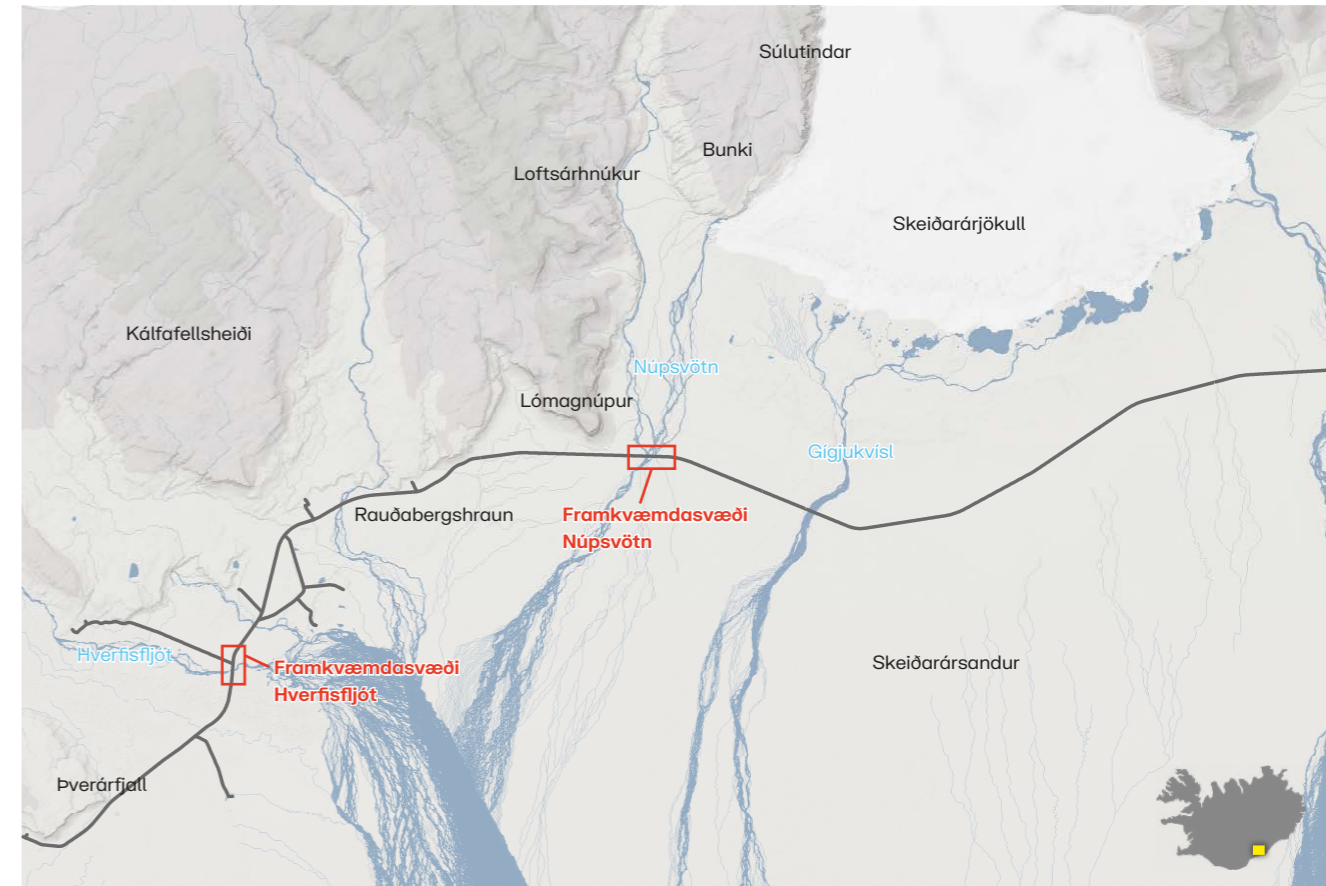 Súlutindar
Bunki
Loftsárhnúkur
Skeiðarárjökull
Kálfafellsheiði
Núpsvötn
Lómagnúpur
Gígjukvísl
Rauðabergshraun
Framkvæmdasvæði
Núpsvötn
Hverfisfljót
Framkvæmdasvæði
Hverfisfljót
Skeiðarársandur
Þverárfjall